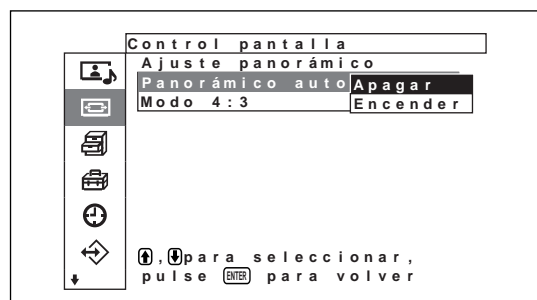 Control pantalla
Ajuste panorámico
Panorámico auto Apagar
Modo 4:3 Encender
, para seleccionar,
pulse ENTER para volver